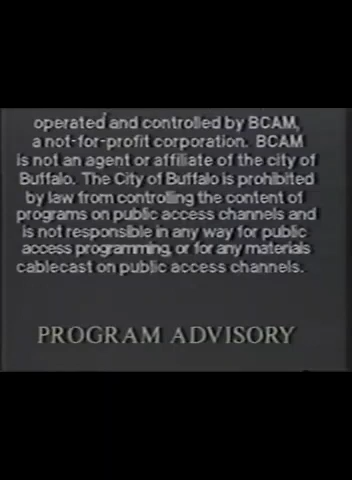 operated and controlled by BCAM,
a not-for-profit corporation. BCAM
is not an agent or affiliate of the city of
Buffalo. The City of Buffalo is prohibited
by law from controlling the content of
programs on public access channels and
is not responsible in any way for public
access programming, or for any materials
cablecast on public access channels.
PROGRAM ADVISORY